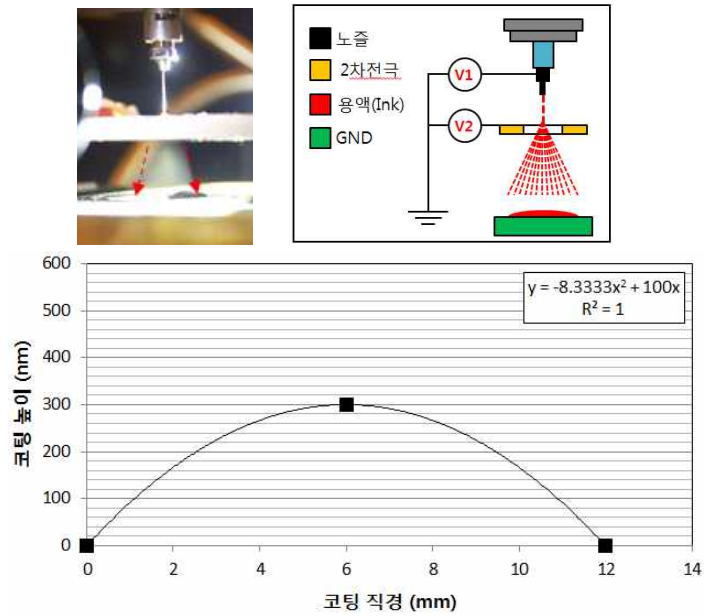 노즐
2차전극
용액(Ink)
GND
V1
V2
y = -8.3333x² + 100x
R² = 1
600
500
400
300
200
100
0
0 2 4 6 8 10 12 14
코팅 높이 (nm)
코팅 직경 (mm)